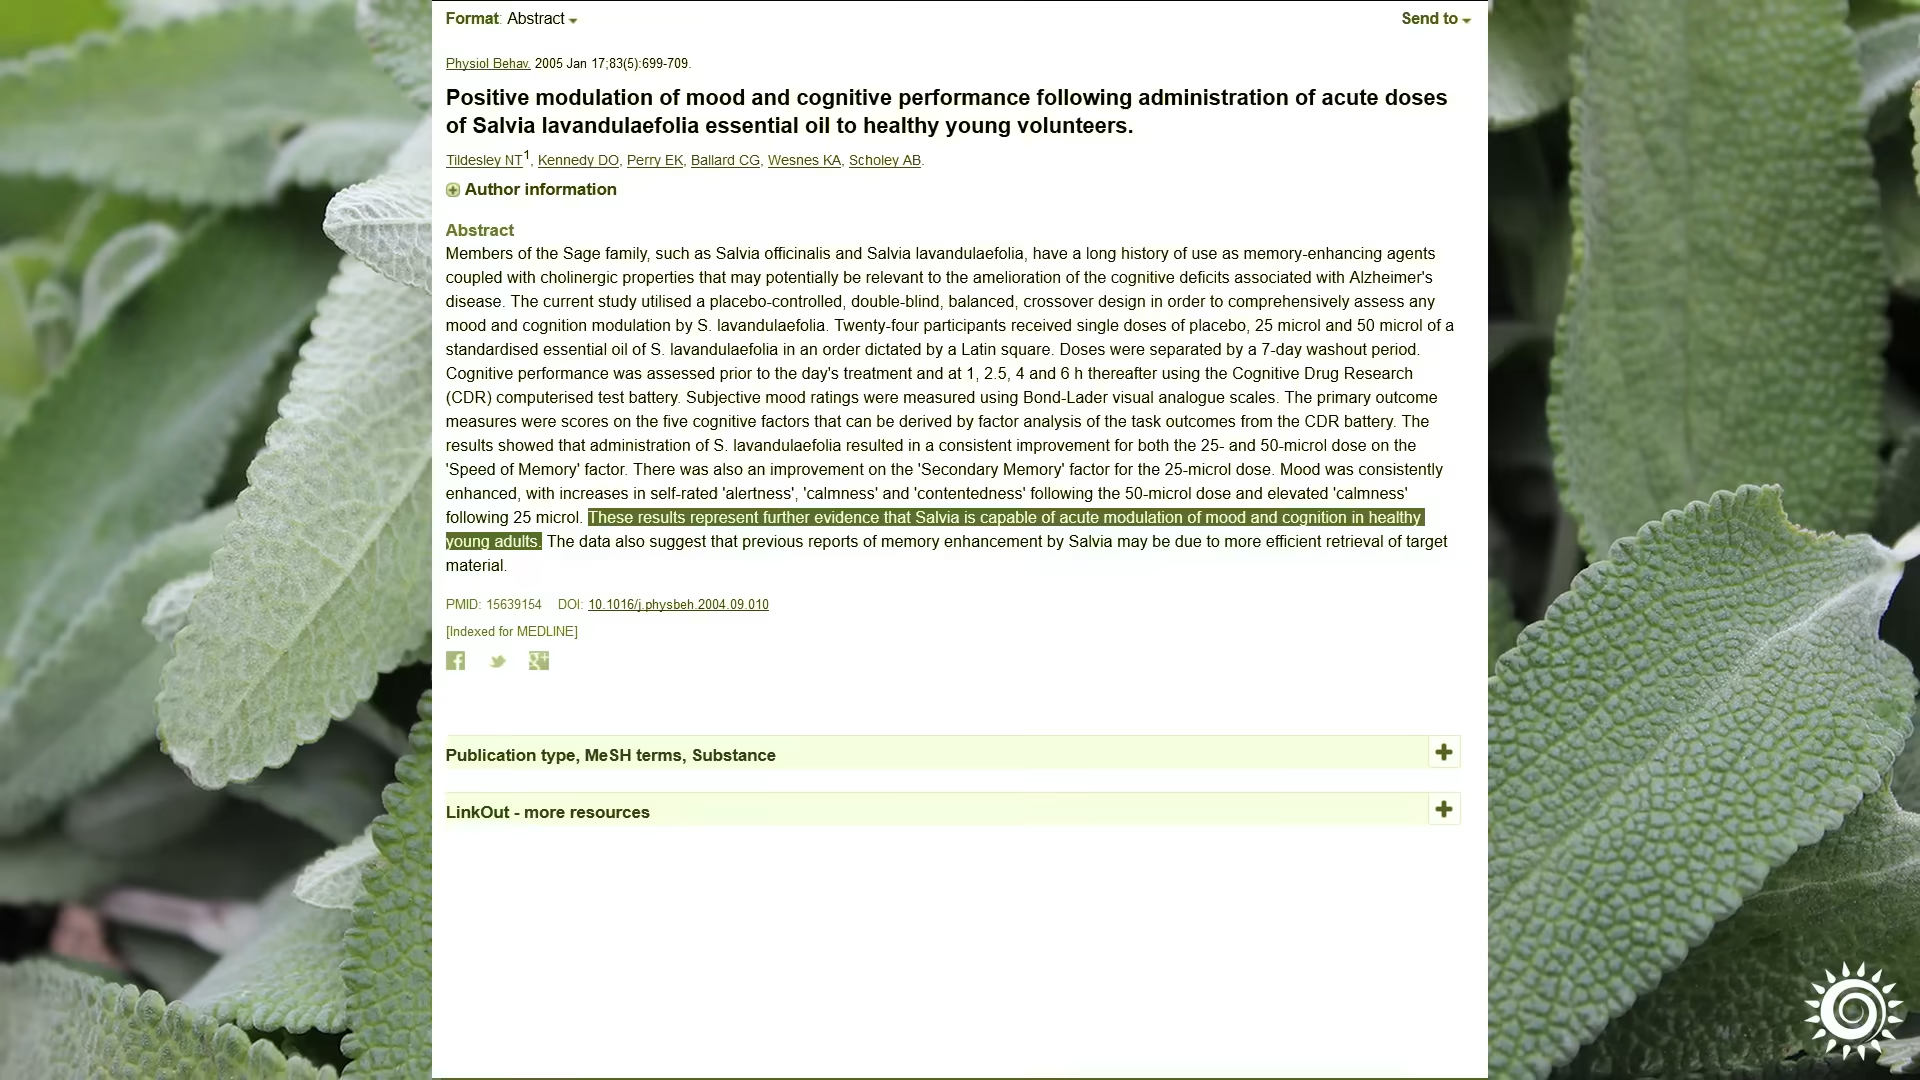 Format: Abstract
Send to
Physiol Behav. 2005 Jan 17;83(5):699-709.
Positive modulation of mood and cognitive performance following administration of acute doses
of Salvia lavandulaefolia essential oil to healthy young volunteers.
Tildesley NT1, Kennedy DO, Perry EK, Ballard CG, Wesnes KA, Scholey AB.
Author information
Abstract
Members of the Sage family, such as Salvia officinalis and Salvia lavandulaefolia, have a long history of use as memory-enhancing agents
coupled with cholinergic properties that may potentially be relevant to the amelioration of the cognitive deficits associated with Alzheimer's
disease. The current study utilised a placebo-controlled, double-blind, balanced, crossover design in order to comprehensively assess any
mood and cognition modulation by S. lavandulaefolia. Twenty-four participants received single doses of placebo, 25 microl and 50 microl of a
standardised essential oil of S. lavandulaefolia in an order dictated by a Latin square. Doses were separated by a 7-day washout period.
Cognitive performance was assessed prior to the day's treatment and at 1, 2.5, 4 and 6 h thereafter using the Cognitive Drug Research
(CDR) computerised test battery. Subjective mood ratings were measured using Bond-Lader visual analogue scales. The primary outcome
measures were scores on the five cognitive factors that can be derived by factor analysis of the task outcomes from the CDR battery. The
results showed that administration of S. lavandulaefolia resulted in a consistent improvement for both the 25- and 50-microl dose on the
'Speed of Memory' factor. There was also an improvement on the 'Secondary Memory' factor for the 25-microl dose. Mood was consistently
enhanced, with increases in self-rated 'alertness', 'calmness' and 'contentedness' following the 50-microl dose and elevated 'calmness'
following 25 microl. These results represent further evidence that Salvia is capable of acute modulation of mood and cognition in healthy
young adults. The data also suggest that previous reports of memory enhancement by Salvia may be due to more efficient retrieval of target
material.
PMID: 15639154 DOI: 10.1016/j.physbeh.2004.09.010
[Indexed for MEDLINE]
Publication type, MeSH terms, Substance
LinkOut - more resources